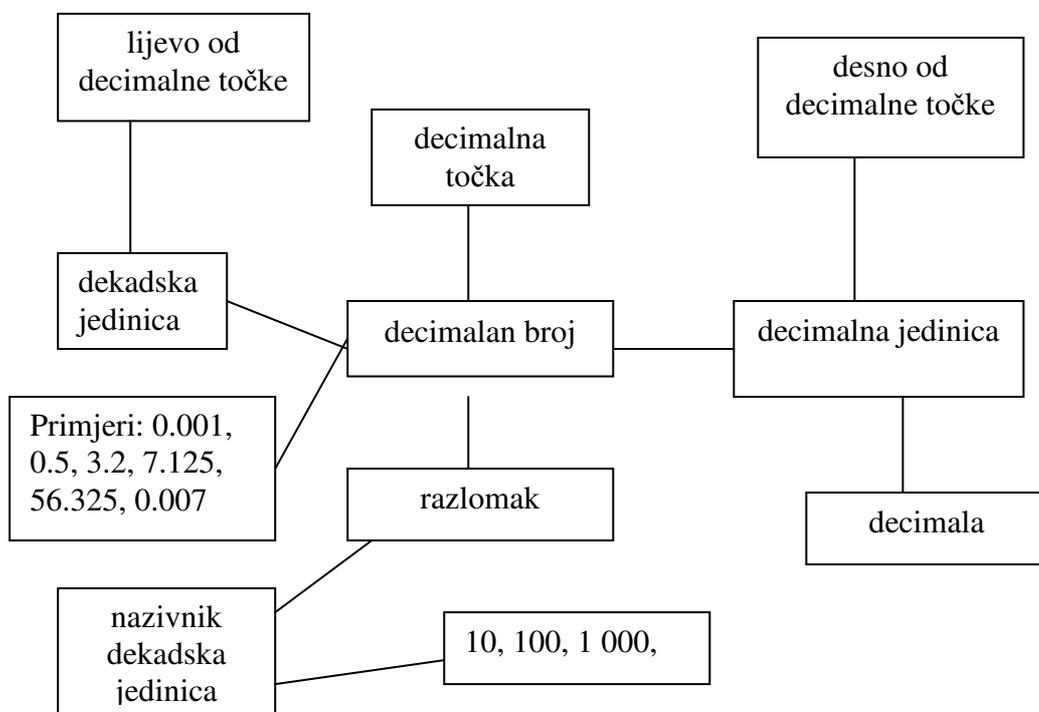 lijevo od
decimalne točke
desno od
decimalne točke
decimalna
točka
dekadska
jedinica
decimalan broj
decimalna jedinica
Primjeri: 0.001,
0.5, 3.2, 7.125,
56.325, 0.007
razlomak
decimala
nazivnik
dekadska
jedinica
10, 100, 1 000,